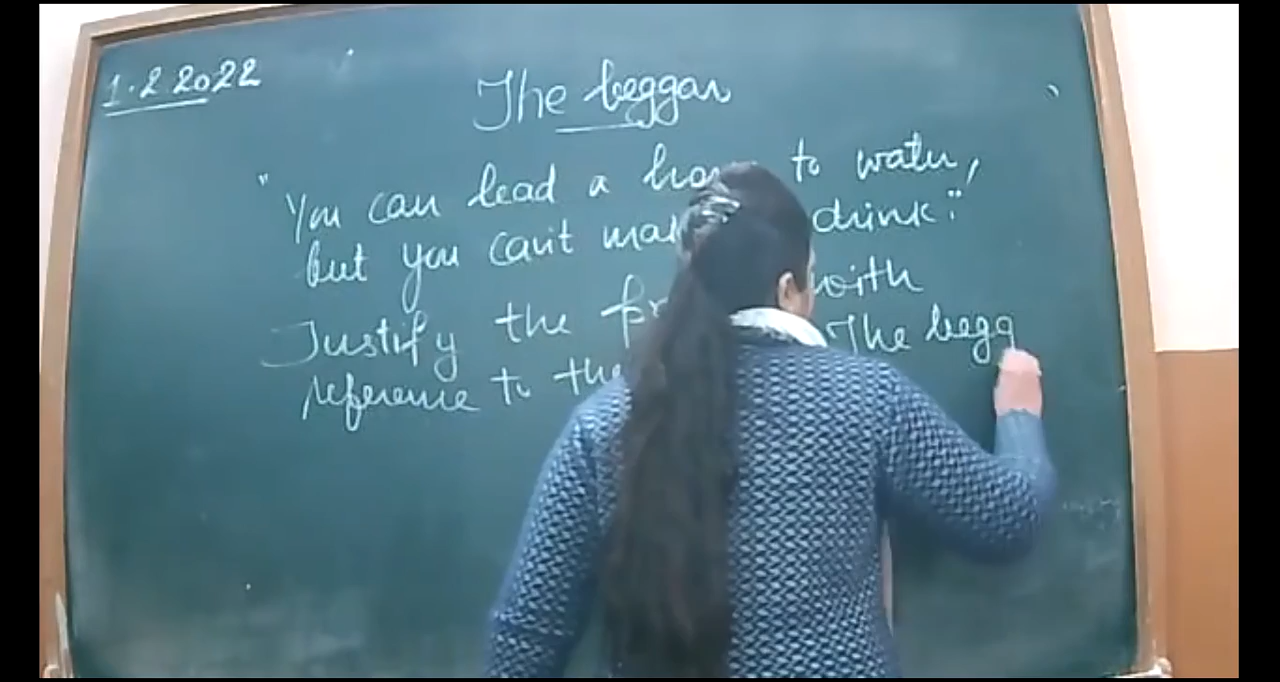 1.2 2022
The beggar
"You can lead a to water,
but you can't drink."
Justify the with
reference to the The begg